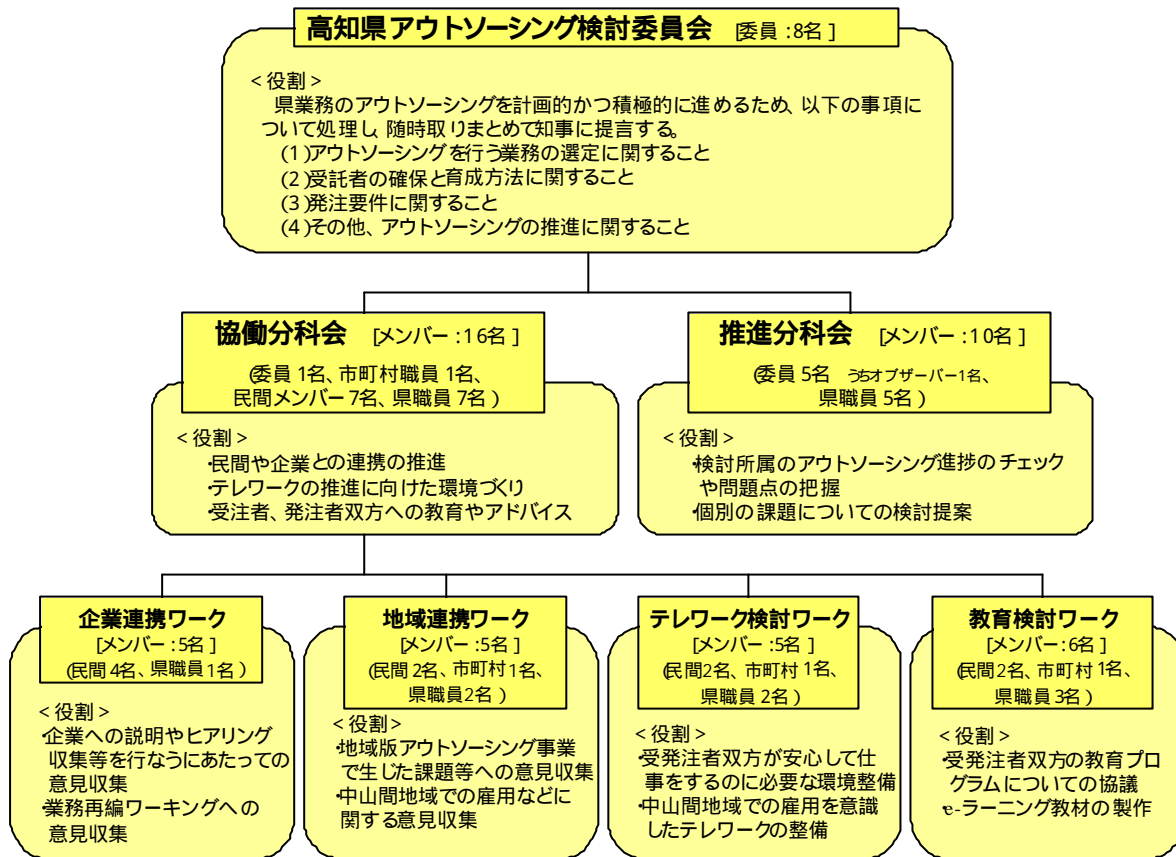 高知県アウトソーシング検討委員会 [委員:8名]
<役割>
県業務のアウトソーシングを計画的かつ積極的に進めるため、以下の事項に
ついて処理し、随時取りまとめて知事に提言する。
(1)アウトソーシングを行う業務の選定に関すること
(2)受託者の確保と育成方法に関すること
(3)発注要件に関すること
(4)その他、アウトソーシングの推進に関すること
協働分科会 [メンバー:16名]
(委員1名、市町村職員1名、
民間メンバー7名、県職員7名)
<役割>
・民間や企業との連携の推進
・テレワークの推進に向けた環境づくり
・受注者、発注者双方への教育やアドバイス
推進分科会 [メンバー:10名]
(委員5名 うちオブザーバー1名、
県職員5名)
<役割>
・検討所属のアウトソーシング進捗のチェック
や問題点の把握
・個別の課題についての検討提案
企業連携ワーク
[メンバー:5名]
(民間4名、県職員1名)
<役割>
・企業への説明やヒアリング
収集等を行なうにあたっての
意見収集
・業務再編ワーキングへの
意見収集
地域連携ワーク
[メンバー:5名]
(民間2名、市町村1名、
県職員2名)
<役割>
・地域版アウトソーシング事業
で生じた課題等への意見収集
・中山間地域での雇用などに
関する意見収集
テレワーク検討ワーク
[メンバー:5名]
(民間2名、市町村1名、
県職員2名)
<役割>
・受発注者双方が安心して仕
事をするのに必要な環境整備
・中山間地域での雇用を意識
したテレワークの整備
教育検討ワーク
[メンバー:6名]
(民間2名、市町村1名、
県職員3名)
<役割>
・受発注者双方の教育プロ
グラムについての協議
・e-ラーニング教材の製作